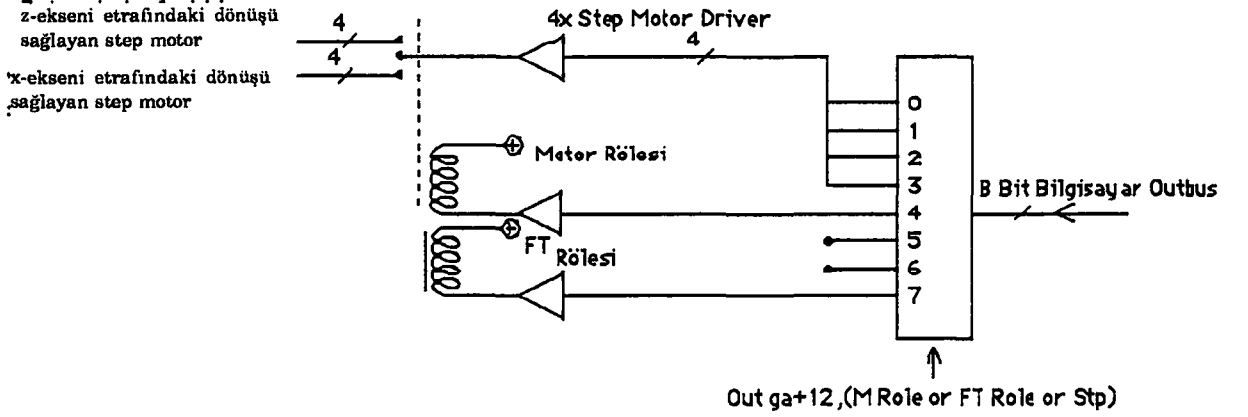 z-ekseni etrafındaki dönüşü
sağlayan step motor
x-ekseni etrafındaki dönüşü
sağlayan step motor
4
4
4x Step Motor Driver
4
0
1
2
3
4
5
6
7
Motor Rölesi
FT Rölesi
8 Bit Bilgisayar Outbus
Out ga+12,(M Role or FT Role or Stp)